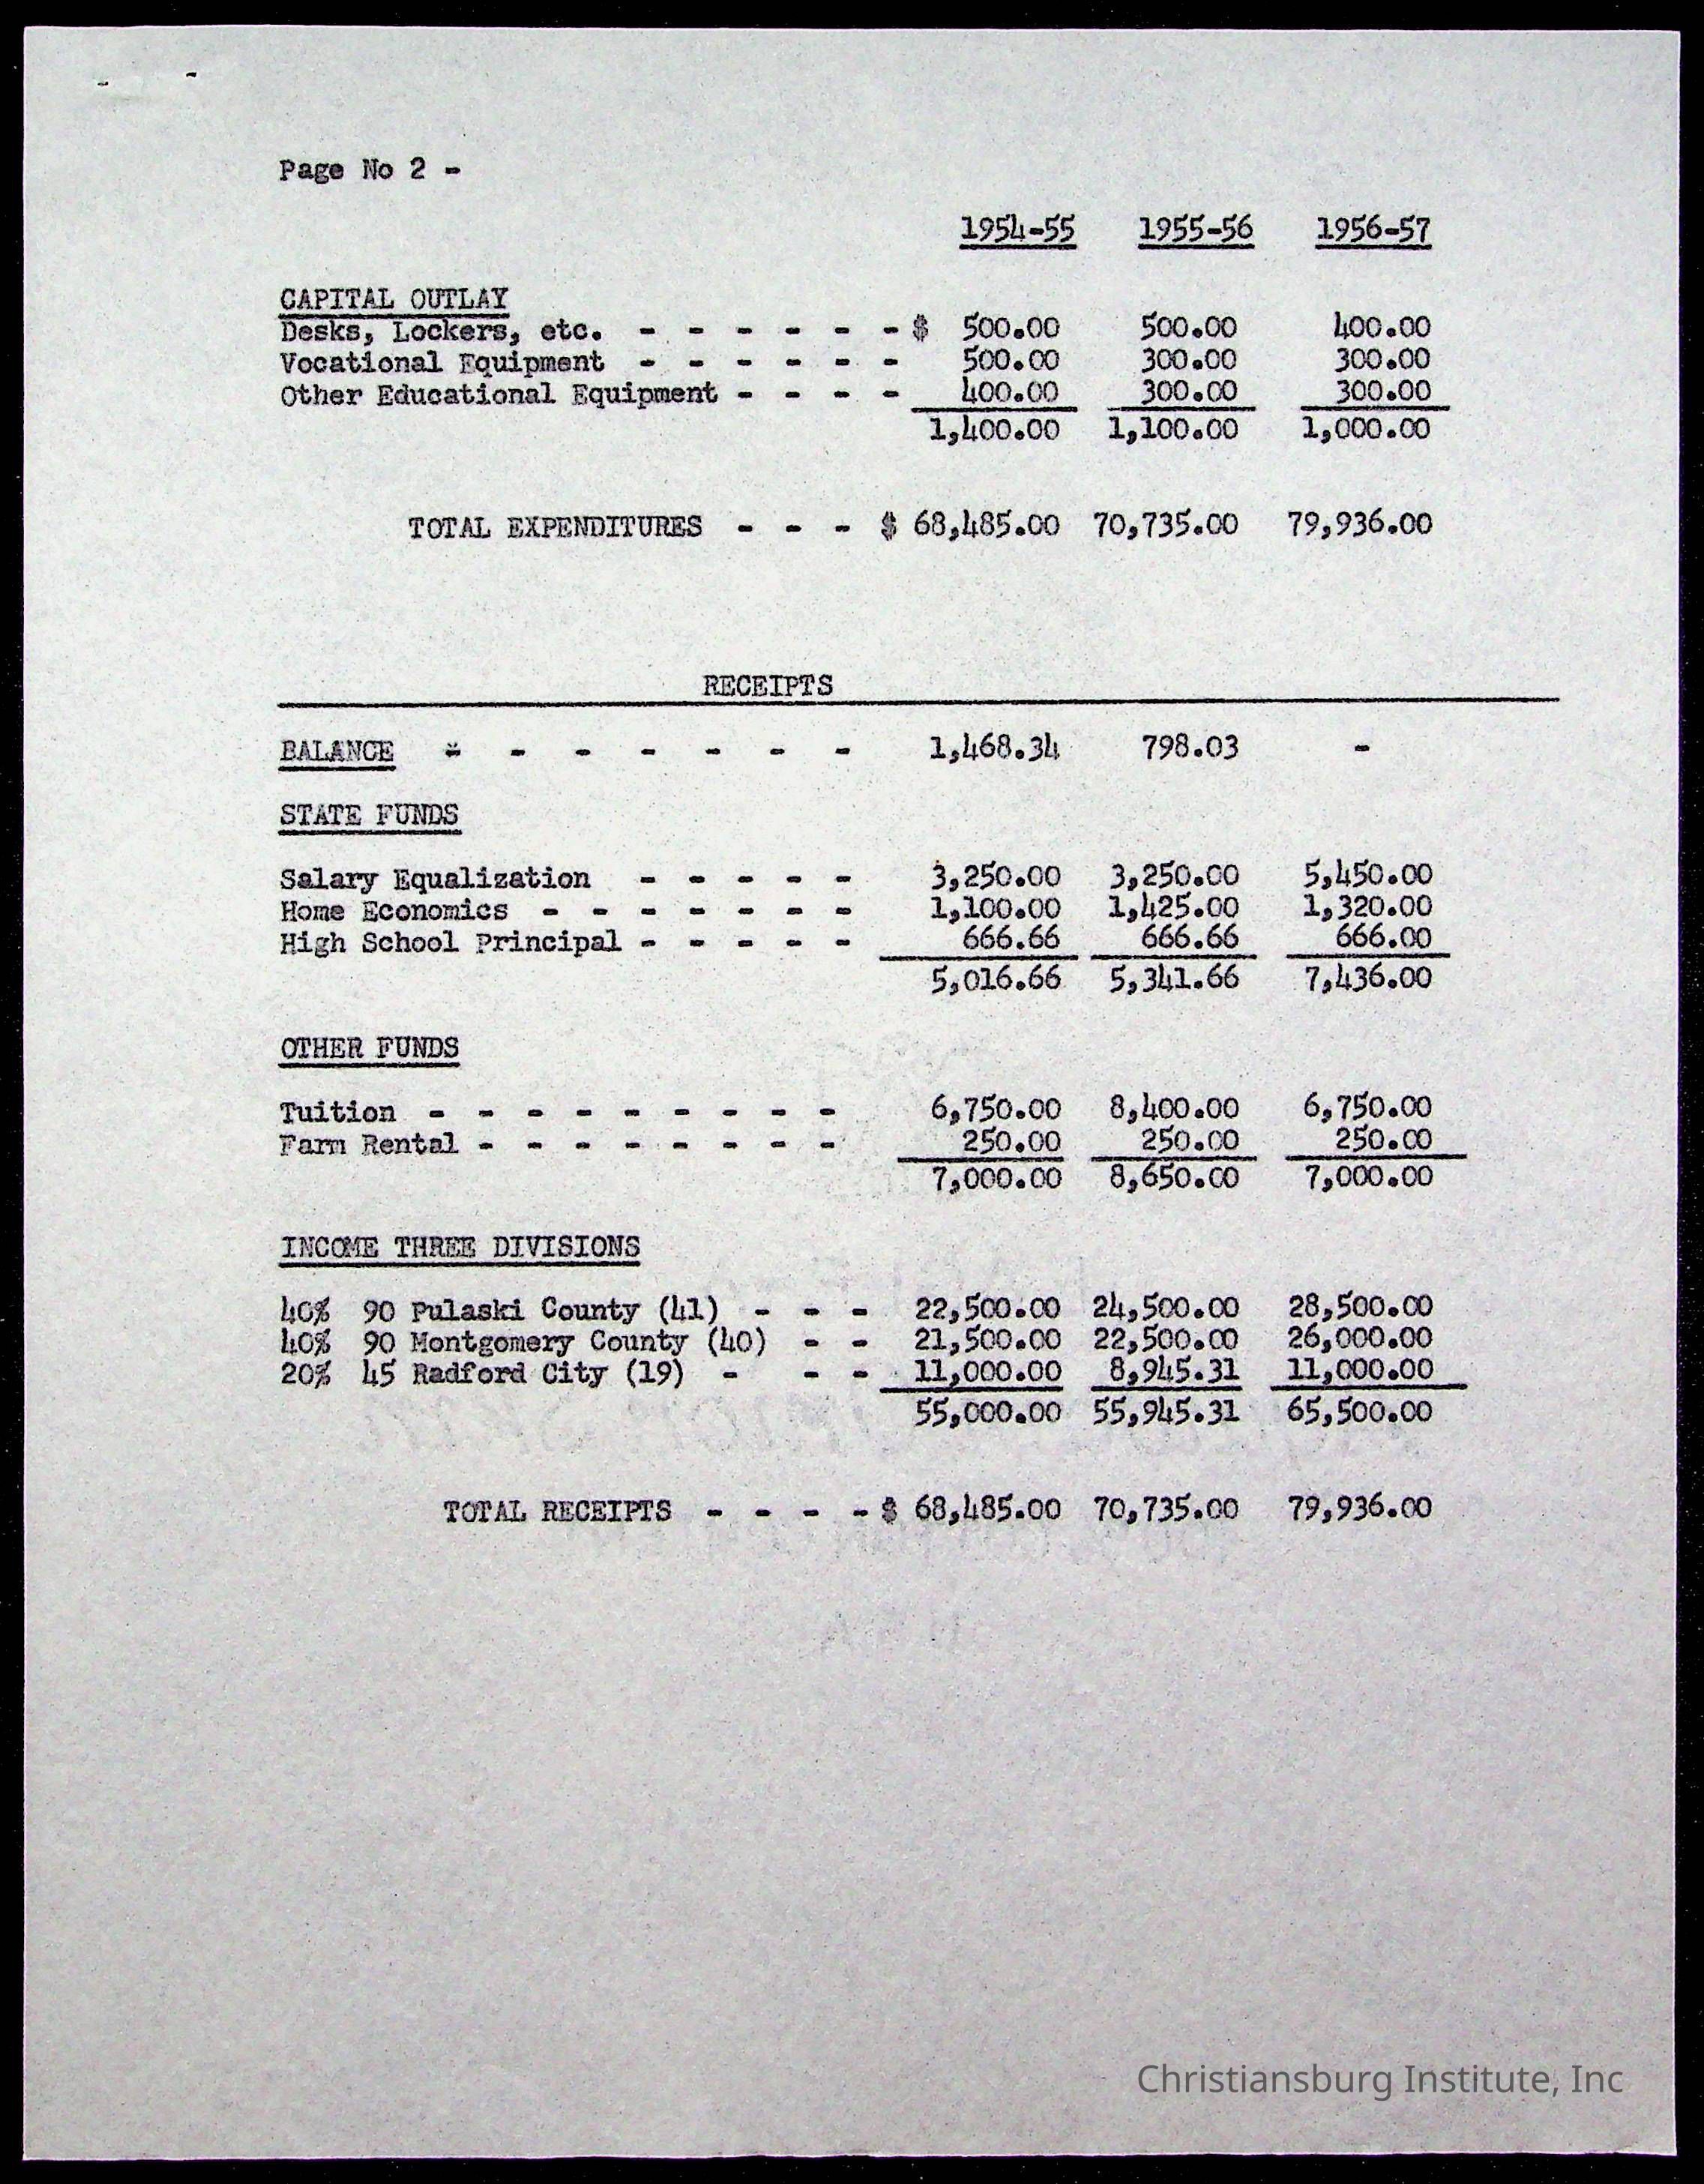 Page No 2 -
1954-55 1955-56 1956-57
CAPITAL OUTLAY
Desks, Lockers, etc. - - - - - - $ 500.00 500.00 400.00
Vocational Equipment - - - - - - 500.00 300.00 300.00
Other Educational Equipment - - - - 400.00 300.00 300.00
1,400.00 1,100.00 1,000.00
TOTAL EXPENDITURES - - - $ 68,485.00 70,735.00 79,936.00
RECEIPTS
BALANCE - - - - - - - 1,468.34 798.03 -
STATE FUNDS
Salary Equalization - - - - - 3,250.00 3,250.00 5,450.00
Home Economics - - - - - - - 1,100.00 1,425.00 1,320.00
High School Principal - - - - - 666.66 666.66 666.00
5,016.66 5,341.66 7,436.00
OTHER FUNDS
Tuition - - - - - - - - - 6,750.00 8,400.00 6,750.00
Farm Rental - - - - - - - - 250.00 250.00 250.00
7,000.00 8,650.00 7,000.00
INCOME THREE DIVISIONS
40% 90 Pulaski County (41) - - - 22,500.00 24,500.00 28,500.00
40% 90 Montgomery County (40) - - 21,500.00 22,500.00 26,000.00
20% 45 Radford City (19) - - - 11,000.00 8,945.31 11,000.00
55,000.00 55,945.31 65,500.00
TOTAL RECEIPTS - - - - $ 68,485.00 70,735.00 79,936.00
Christiansburg Institute, Inc